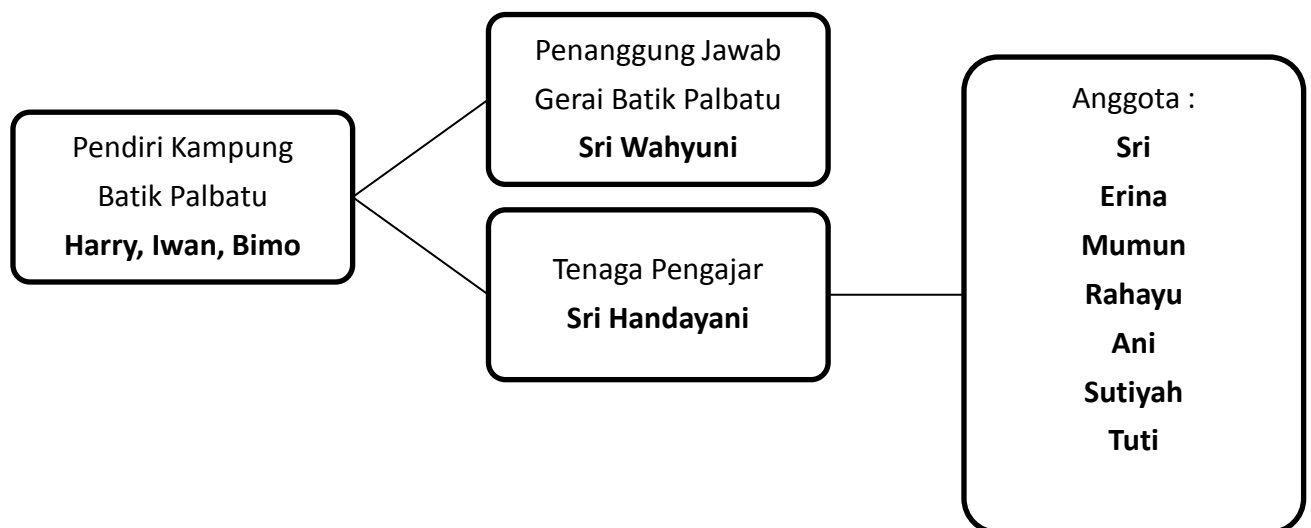 Pendiri Kampung
Batik Palbatu
Harry, Iwan, Bimo
Penanggung Jawab
Gerai Batik Palbatu
Sri Wahyuni
Tenaga Pengajar
Sri Handayani
Anggota :
Sri
Erina
Mumun
Rahayu
Ani
Sutiyah
Tuti